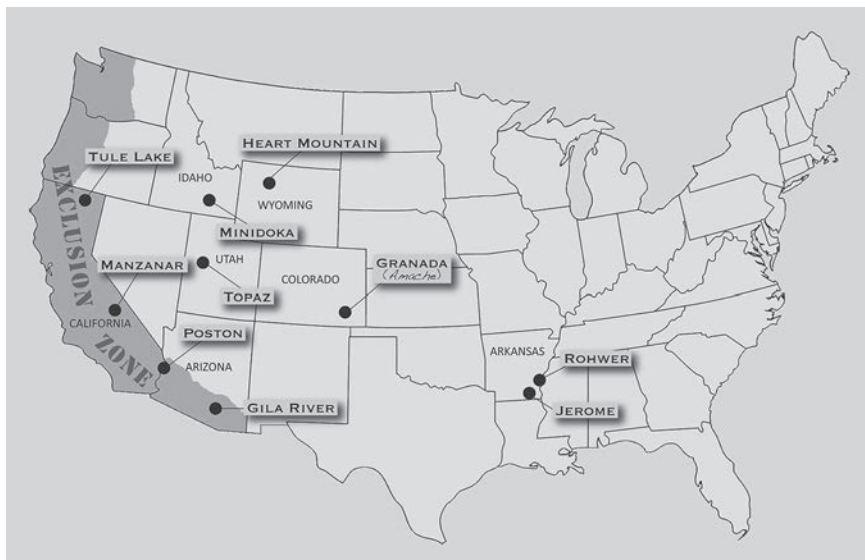 HEART MOUNTAIN
TULE LAKE
IDAHO
WYOMING
MINIDOKA
EXCLUSION
ZONE
MANZANAR
UTAH
TOPAZ
COLORADO
GRANADA
(Amache)
CALIFORNIA
POSTON
ARIZONA
GILA RIVER
ARKANSAS
ROHWER
JEROME